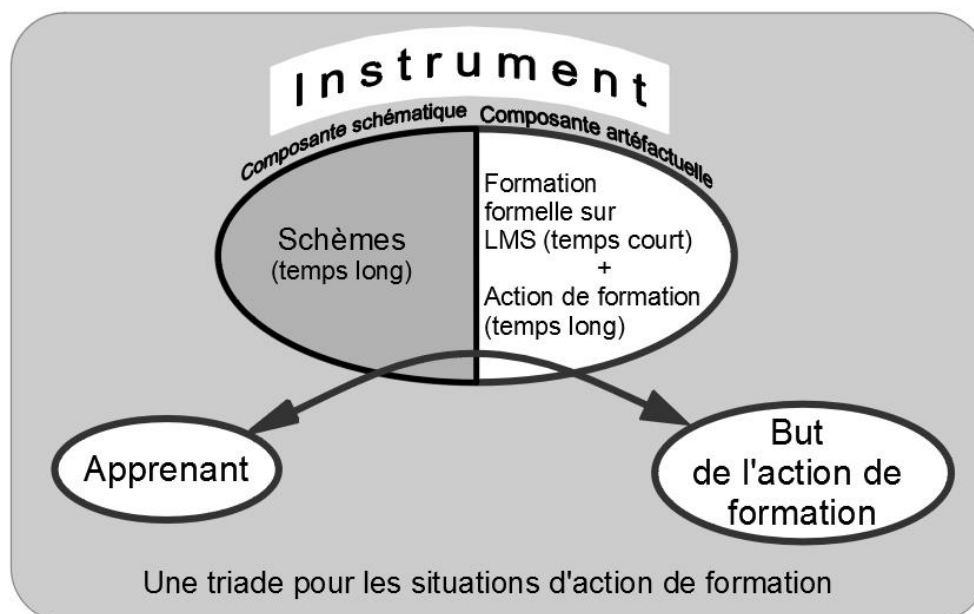 Instrument
Composante schématique
Composante artéfactuelle
Schèmes
(temps long)
Formation
formelle sur
LMS (temps court)
+
Action de formation
(temps long)
Apprenant
But
de l'action de
formation
Une triade pour les situations d'action de formation